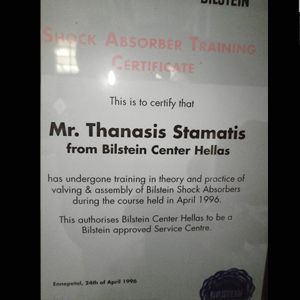 BILSTEIN
SHOCK ABSORBER TRAINING
CERTIFICATE
This is to certify that
Mr. Thanasis Stamatis
from Bilstein Center Hellas
has undergone training in theory and practice of
valving & assembly of Bilstein Shock Absorbers
during the course held in April 1996.
This authorises Bilstein Center Hellas to be a
Bilstein approved Service Centre.
Ennepetal, 24th of April 1996
BILSTEIN